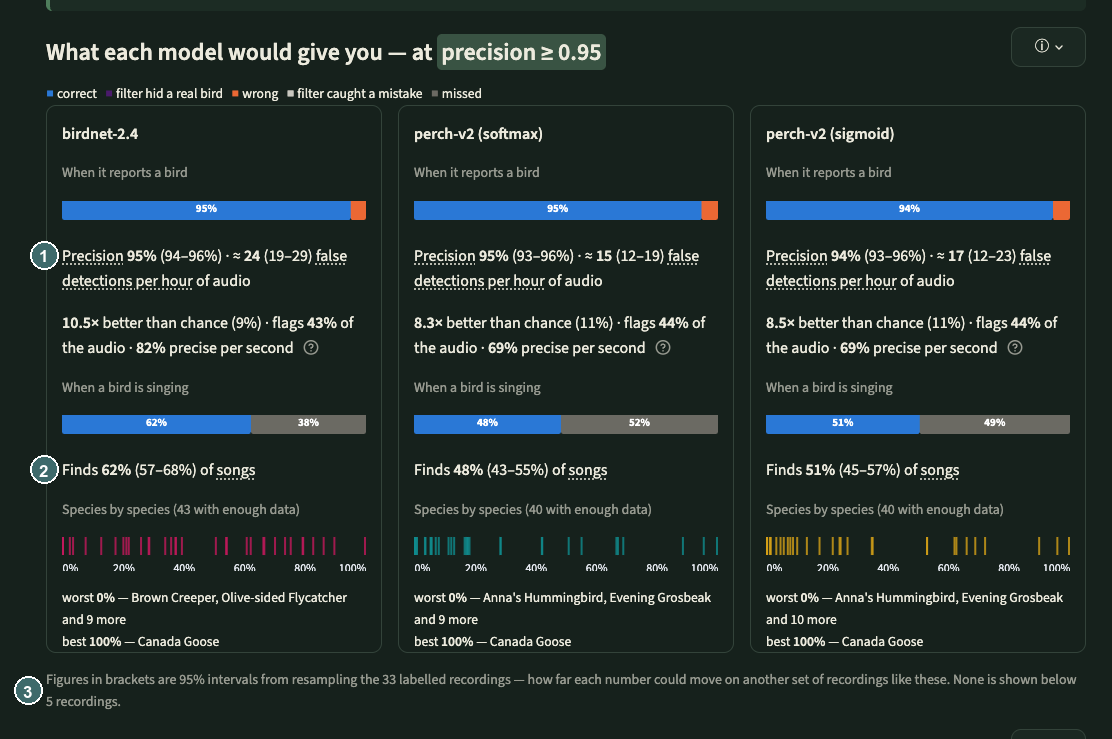 What each model would give you — at precision ≥ 0.95
ⓘ
correct filter hid a real bird wrong filter caught a mistake missed
birdnet-2.4
When it reports a bird
95%
1
Precision 95% (94–96%) · ≈ 24 (19–29) false
detections per hour of audio
10.5× better than chance (9%) · flags 43% of
the audio · 82% precise per second ?
When a bird is singing
62% 38%
2
Finds 62% (57–68%) of songs
Species by species (43 with enough data)
0% 20% 40% 60% 80% 100%
worst 0% — Brown Creeper, Olive-sided Flycatcher
and 9 more
best 100% — Canada Goose
perch-v2 (softmax)
When it reports a bird
95%
Precision 95% (93–96%) · ≈ 15 (12–19) false
detections per hour of audio
8.3× better than chance (11%) · flags 44% of
the audio · 69% precise per second ?
When a bird is singing
48% 52%
Finds 48% (43–55%) of songs
Species by species (40 with enough data)
0% 20% 40% 60% 80% 100%
worst 0% — Anna's Hummingbird, Evening Grosbeak
and 9 more
best 100% — Canada Goose
perch-v2 (sigmoid)
When it reports a bird
94%
Precision 94% (93–96%) · ≈ 17 (12–23) false
detections per hour of audio
8.5× better than chance (11%) · flags 44% of
the audio · 69% precise per second ?
When a bird is singing
51% 49%
Finds 51% (45–57%) of songs
Species by species (40 with enough data)
0% 20% 40% 60% 80% 100%
worst 0% — Anna's Hummingbird, Evening Grosbeak
and 10 more
best 100% — Canada Goose
3
Figures in brackets are 95% intervals from resampling the 33 labelled recordings — how far each number could move on another set of recordings like these. None is shown below
5 recordings.